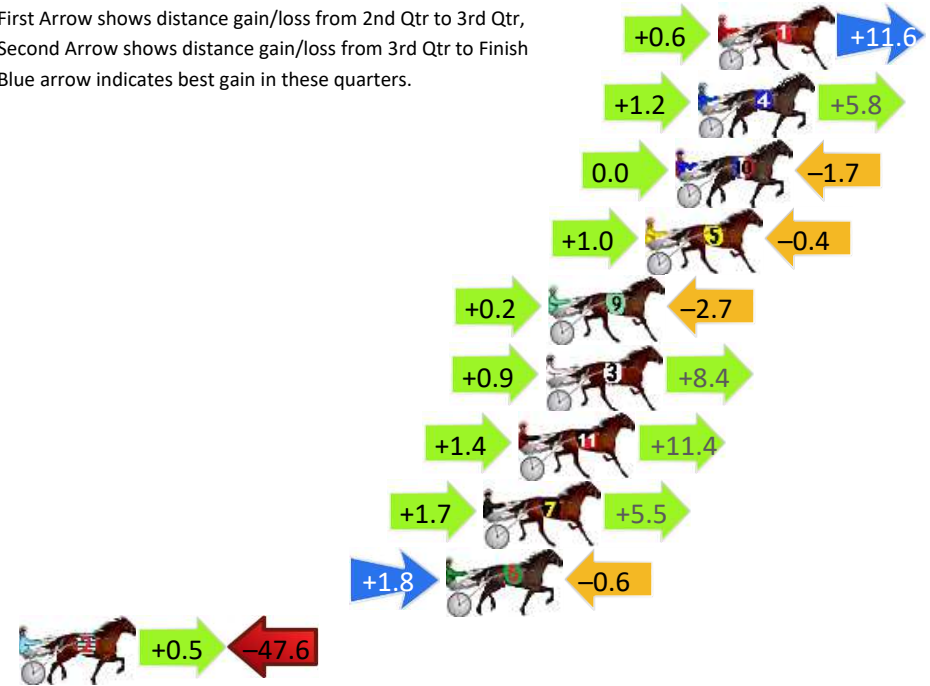 First Arrow shows distance gain/loss from 2nd Qtr to 3rd Qtr,
Second Arrow shows distance gain/loss from 3rd Qtr to Finish
Blue arrow indicates best gain in these quarters.
+0.6 1 +11.6
+1.2 4 +5.8
0.0 10 –1.7
+1.0 5 –0.4
+0.2 9 –2.7
+0.9 3 +8.4
+1.4 11 +11.4
+1.7 7 +5.5
+1.8 –0.6
2 +0.5 –47.6